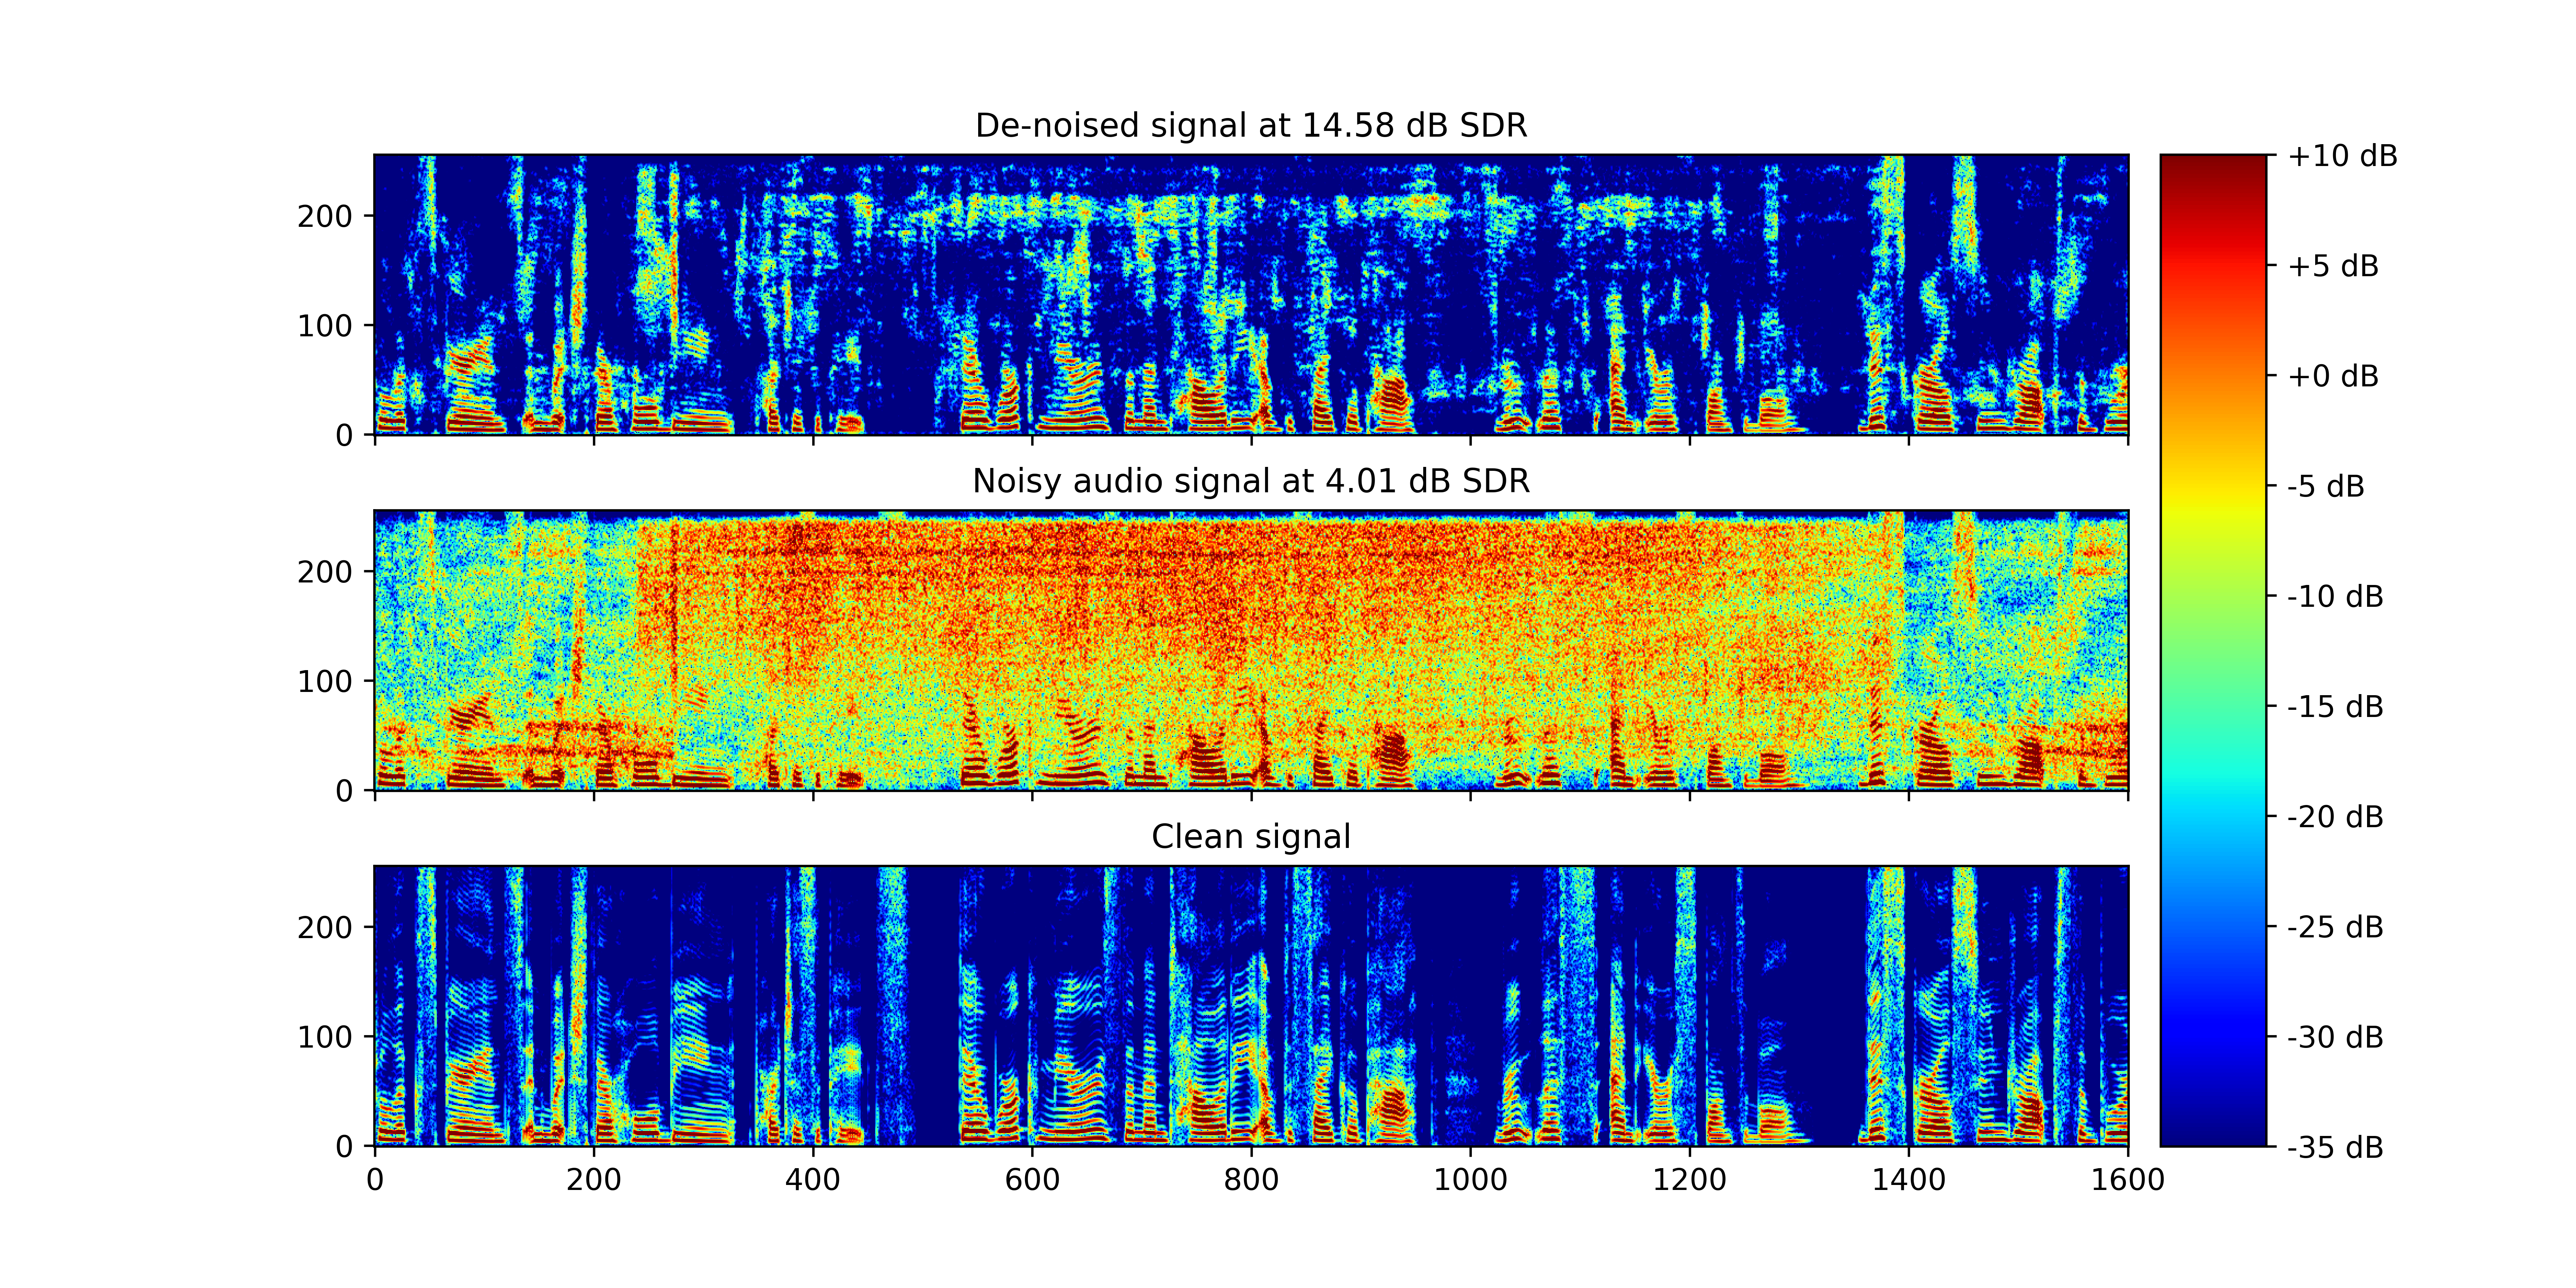 De-noised signal at 14.58 dB SDR
200
100
0
Noisy audio signal at 4.01 dB SDR
200
100
0
Clean signal
200
100
0
0 200 400 600 800 1000 1200 1400 1600
+10 dB
+5 dB
+0 dB
-5 dB
-10 dB
-15 dB
-20 dB
-25 dB
-30 dB
-35 dB